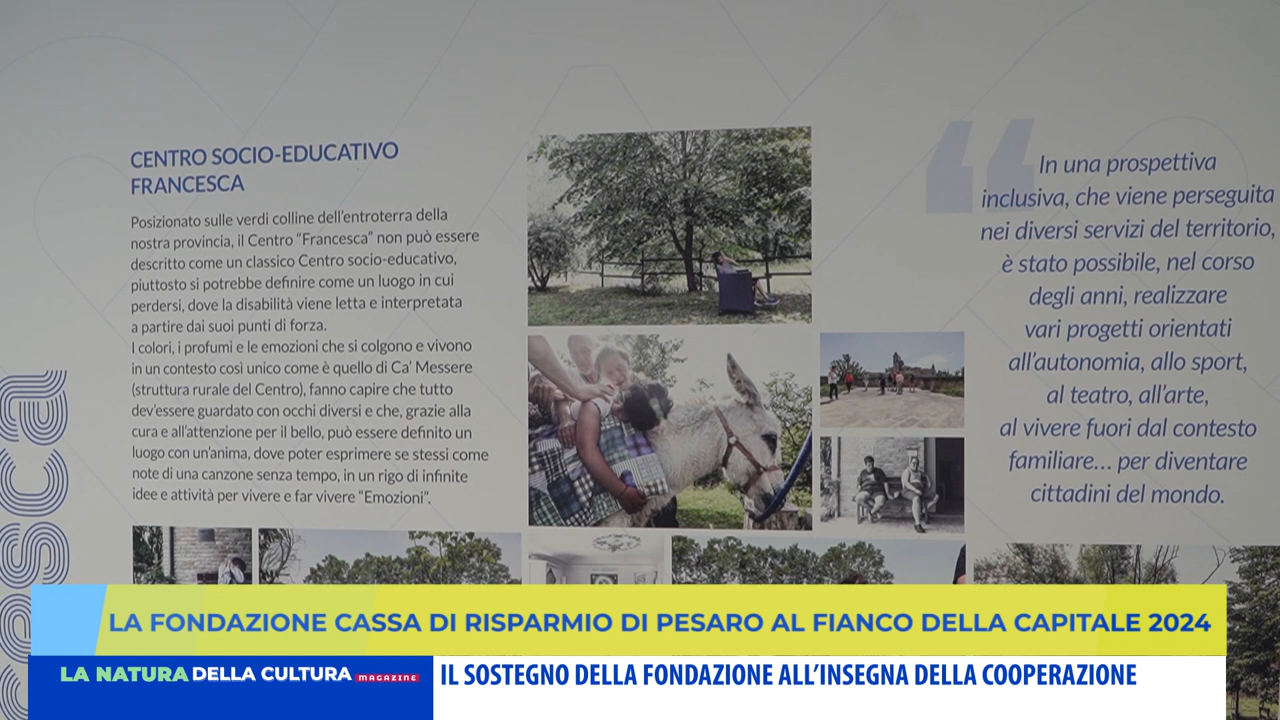 CENTRO SOCIO-EDUCATIVO
FRANCESCA
Posizionato sulle verdi colline dell'entroterra della
nostra provincia, il Centro “Francesca” non può essere
descritto come un classico Centro socio-educativo,
piuttosto si potrebbe definire come un luogo in cui
perdersi, dove la disabilità viene letta e interpretata
a partire dai suoi punti di forza.
I colori, i profumi e le emozioni che si colgono e vivono
in un contesto così unico come è quello di Ca' Messere
(struttura rurale del Centro), fanno capire che tutto
dev'essere guardato con occhi diversi e che, grazie alla
cura e all'attenzione per il bello, può essere definito un
luogo con un'anima, dove poter esprimere se stessi come
note di una canzone senza tempo, in un rigo di infinite
idee e attività per vivere e far vivere “Emozioni”.
“
In una prospettiva
inclusiva, che viene perseguita
nei diversi servizi del territorio,
è stato possibile, nel corso
degli anni, realizzare
vari progetti orientati
all'autonomia, allo sport,
al teatro, all'arte,
al vivere fuori dal contesto
familiare... per diventare
cittadini del mondo.
cesca
LA FONDAZIONE CASSA DI RISPARMIO DI PESARO AL FIANCO DELLA CAPITALE 2024
LA NATURA DELLA CULTURA MAGAZINE
IL SOSTEGNO DELLA FONDAZIONE ALL'INSEGNA DELLA COOPERAZIONE